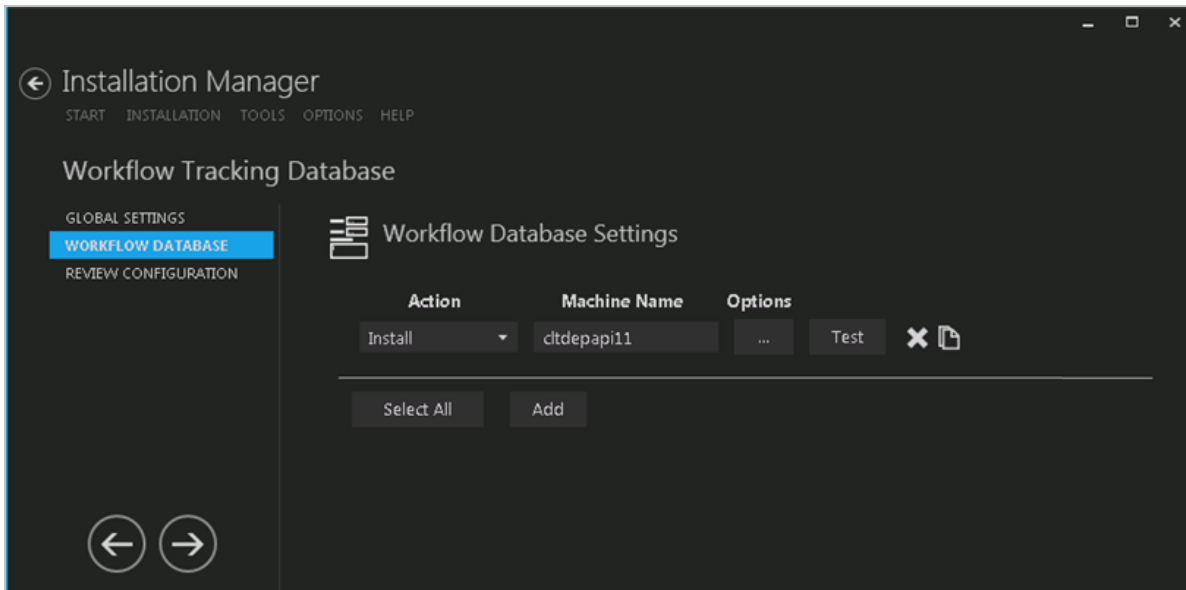 Installation Manager
START INSTALLATION TOOLS OPTIONS HELP
Workflow Tracking Database
GLOBAL SETTINGS
WORKFLOW DATABASE
REVIEW CONFIGURATION
Workflow Database Settings
Action Machine Name Options
Install cltdepapi11 ... Test
Select All Add